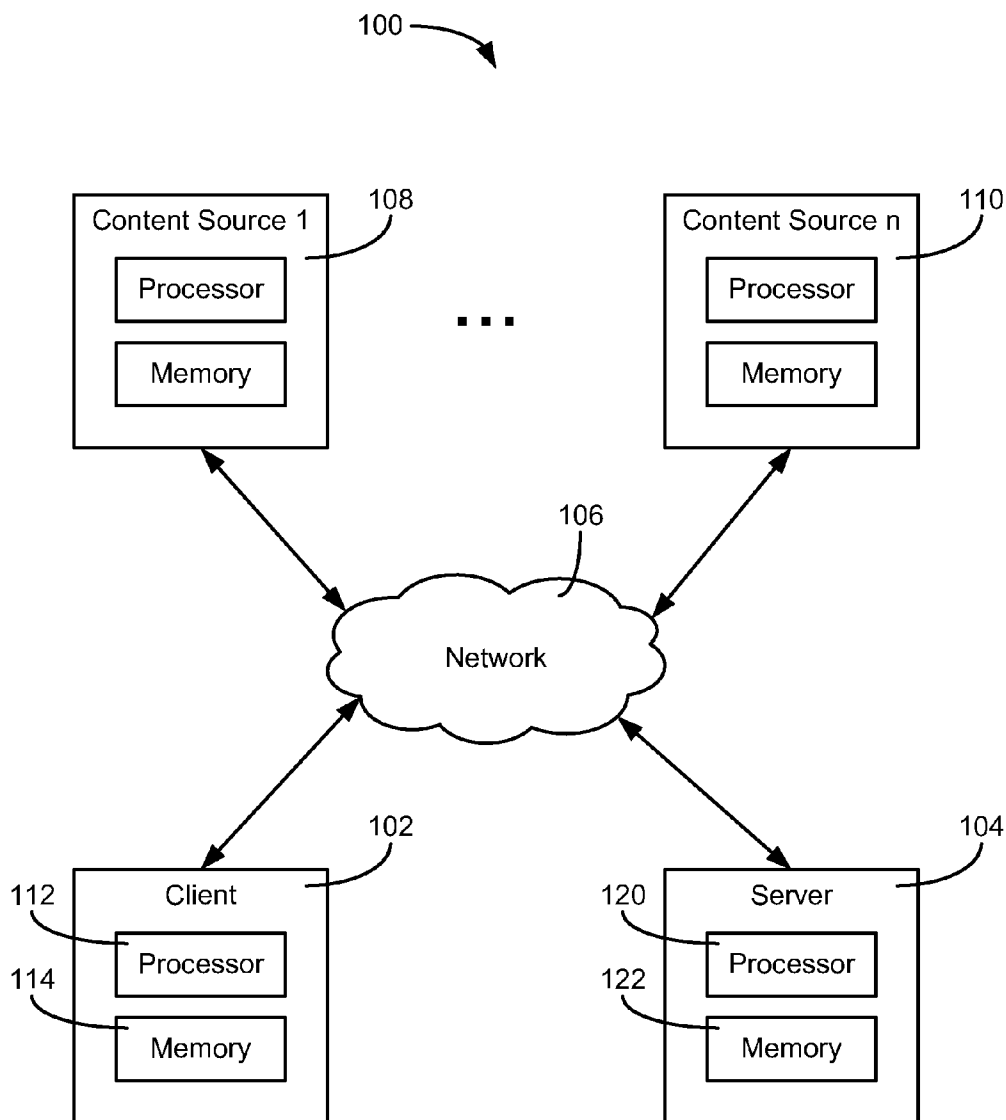 100
108
110
Content Source 1
Content Source n
Processor
Processor
...
Memory
Memory
106
Network
102
104
Client
Server
112
120
Processor
Processor
114
122
Memory
Memory